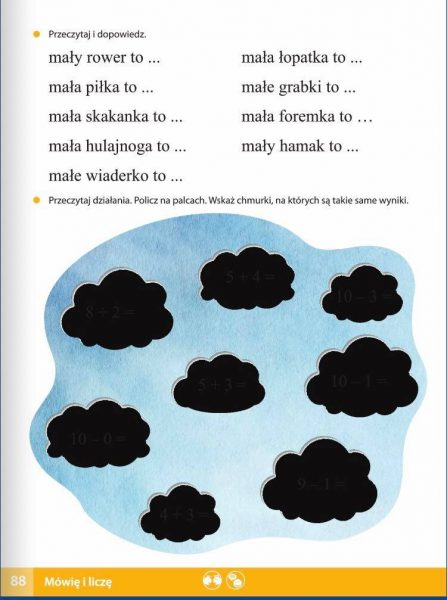 Przeczytaj i dopowiedz.
mały rower to ...
mała piłka to ...
mała skakanka to ...
mała hulajnoga to ...
małe wiaderko to ...
mała łopatka to ...
małe grabki to ...
mała foremka to ...
mały hamak to ...
Przeczytaj działania. Policz na palcach. Wskaż chmurki, na których są takie same wyniki.
5 + 4 =
10 – 3 =
8 + 2 =
5 + 3 =
10 – 1 =
10 – 0 =
9 – 1 =
4 + 3 =
88 Mówię i liczę